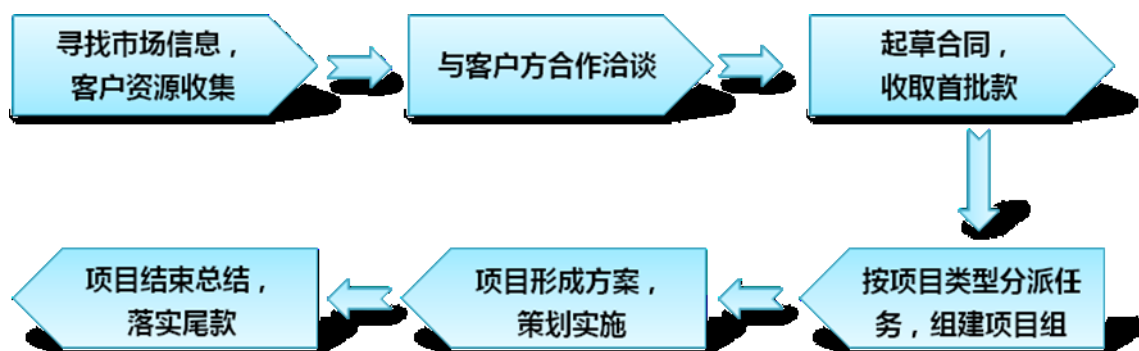 寻找市场信息，
客户资源收集
与客户方合作洽谈
起草合同，
收取首批款
按项目类型分派任
务，组建项目组
项目形成方案，
策划实施
项目结束总结，
落实尾款